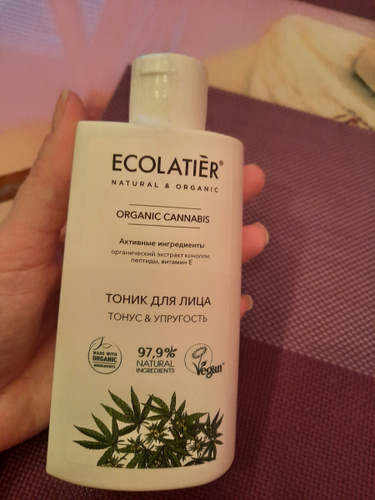 ECOLATIÈR®
NATURAL & ORGANIC
ORGANIC CANNABIS
Активные ингредиенты
органический экстракт конопли,
пептиды, витамин Е
ТОНИК ДЛЯ ЛИЦА
ТОНУС & УПРУГОСТЬ
MADE WITH
ORGANIC
INGREDIENTS
97,9%
NATURAL
INGREDIENTS
Vegan